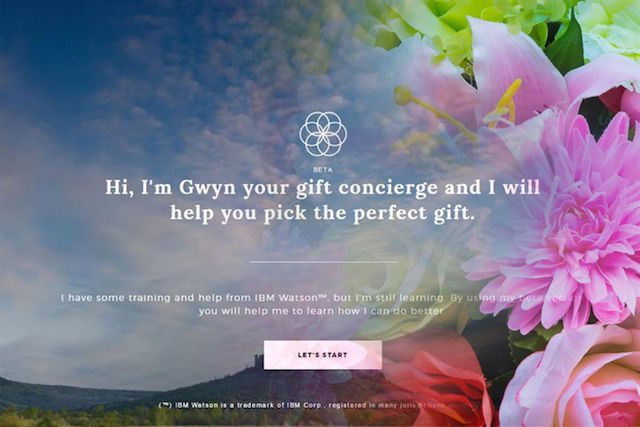 BETA
Hi, I'm Gwyn your gift concierge and I will
help you pick the perfect gift.
I have some training and help from IBM Watson™, but I'm still learning. By using my beta version
you will help me to learn how I can do better.
LET'S START
(™) IBM Watson is a trademark of IBM Corp., registered in many jurisdictions